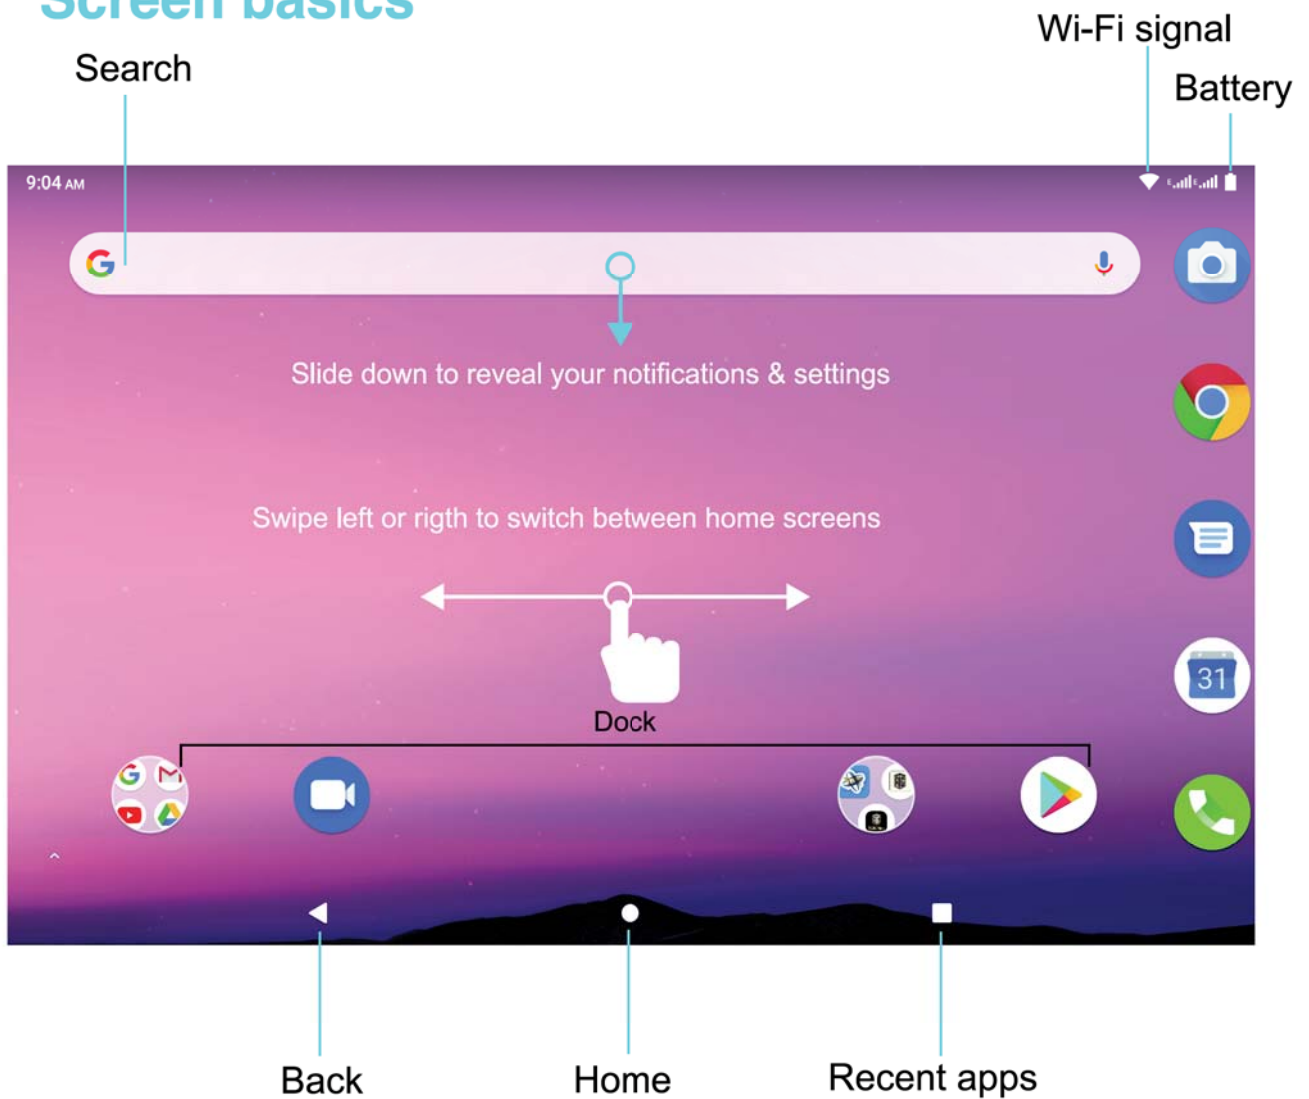 Screen basics
Wi-Fi signal
Search
Battery
9:04 AM
E E
G
Slide down to reveal your notifications & settings
Swipe left or rigth to switch between home screens
31
Dock
G M
Back
Home
Recent apps